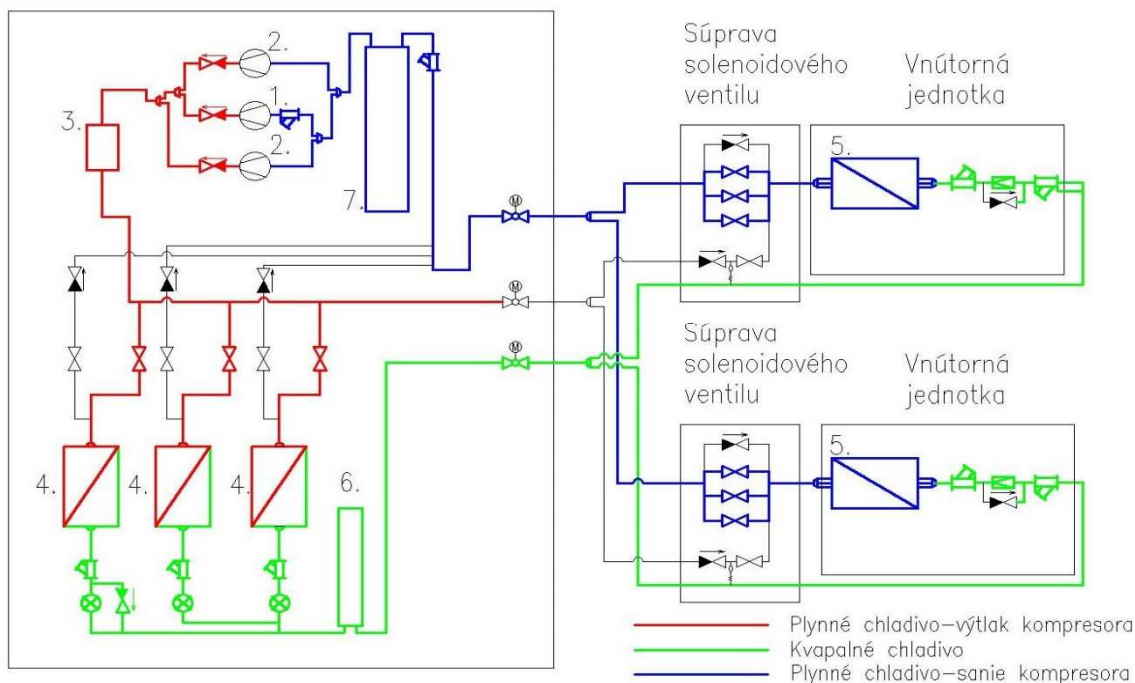 2.
1.
2.
3.
7.
4.
4.
4.
6.
M
M
M
Súprava
solenoidového
ventilu
Vnútorná
jednotka
5.
Súprava
solenoidového
ventilu
Vnútorná
jednotka
5.
Plynné chladivo-výtlak kompresora
Kvapalné chladivo
Plynné chladivo-sanie kompresora